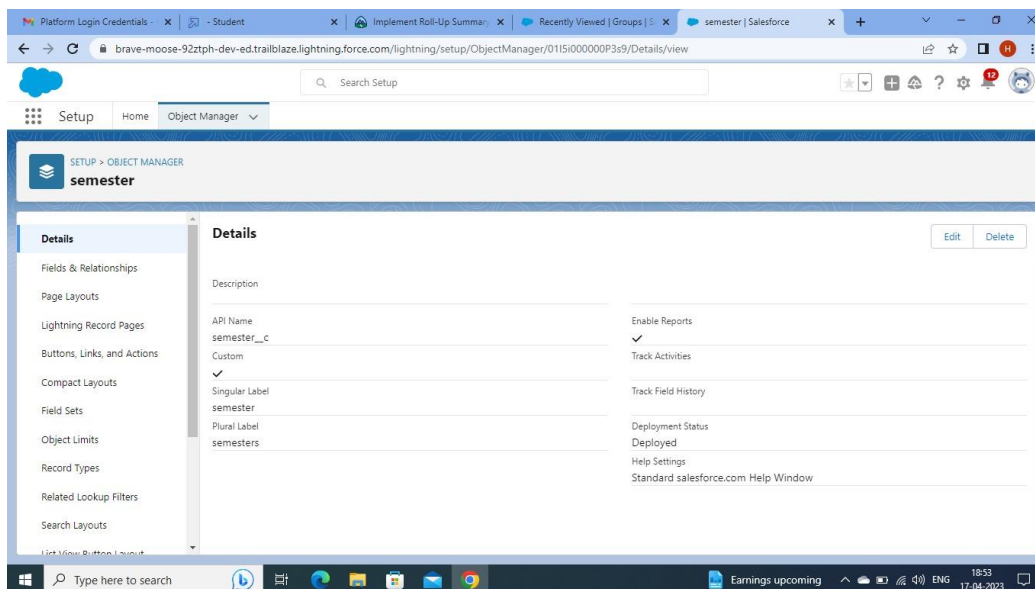 Platform Login Credentials -
- Student
Implement Roll-Up Summary
Recently Viewed | Groups | S
semester | Salesforce
brave-moose-92ztph-dev-ed.trailblaze.lightning.force.com/lightning/setup/ObjectManager/01I5i000000P3s9/Details/view
H
Search Setup
12
Setup
Home
Object Manager
SETUP > OBJECT MANAGER
semester
Details
Fields & Relationships
Page Layouts
Lightning Record Pages
Buttons, Links, and Actions
Compact Layouts
Field Sets
Object Limits
Record Types
Related Lookup Filters
Search Layouts
List View Button Layout
Details
Edit
Delete
Description
API Name
semester__c
Custom
Singular Label
semester
Plural Label
semesters
Enable Reports
Track Activities
Track Field History
Deployment Status
Deployed
Help Settings
Standard salesforce.com Help Window
Type here to search
Earnings upcoming
ENG
18:53
17-04-2023